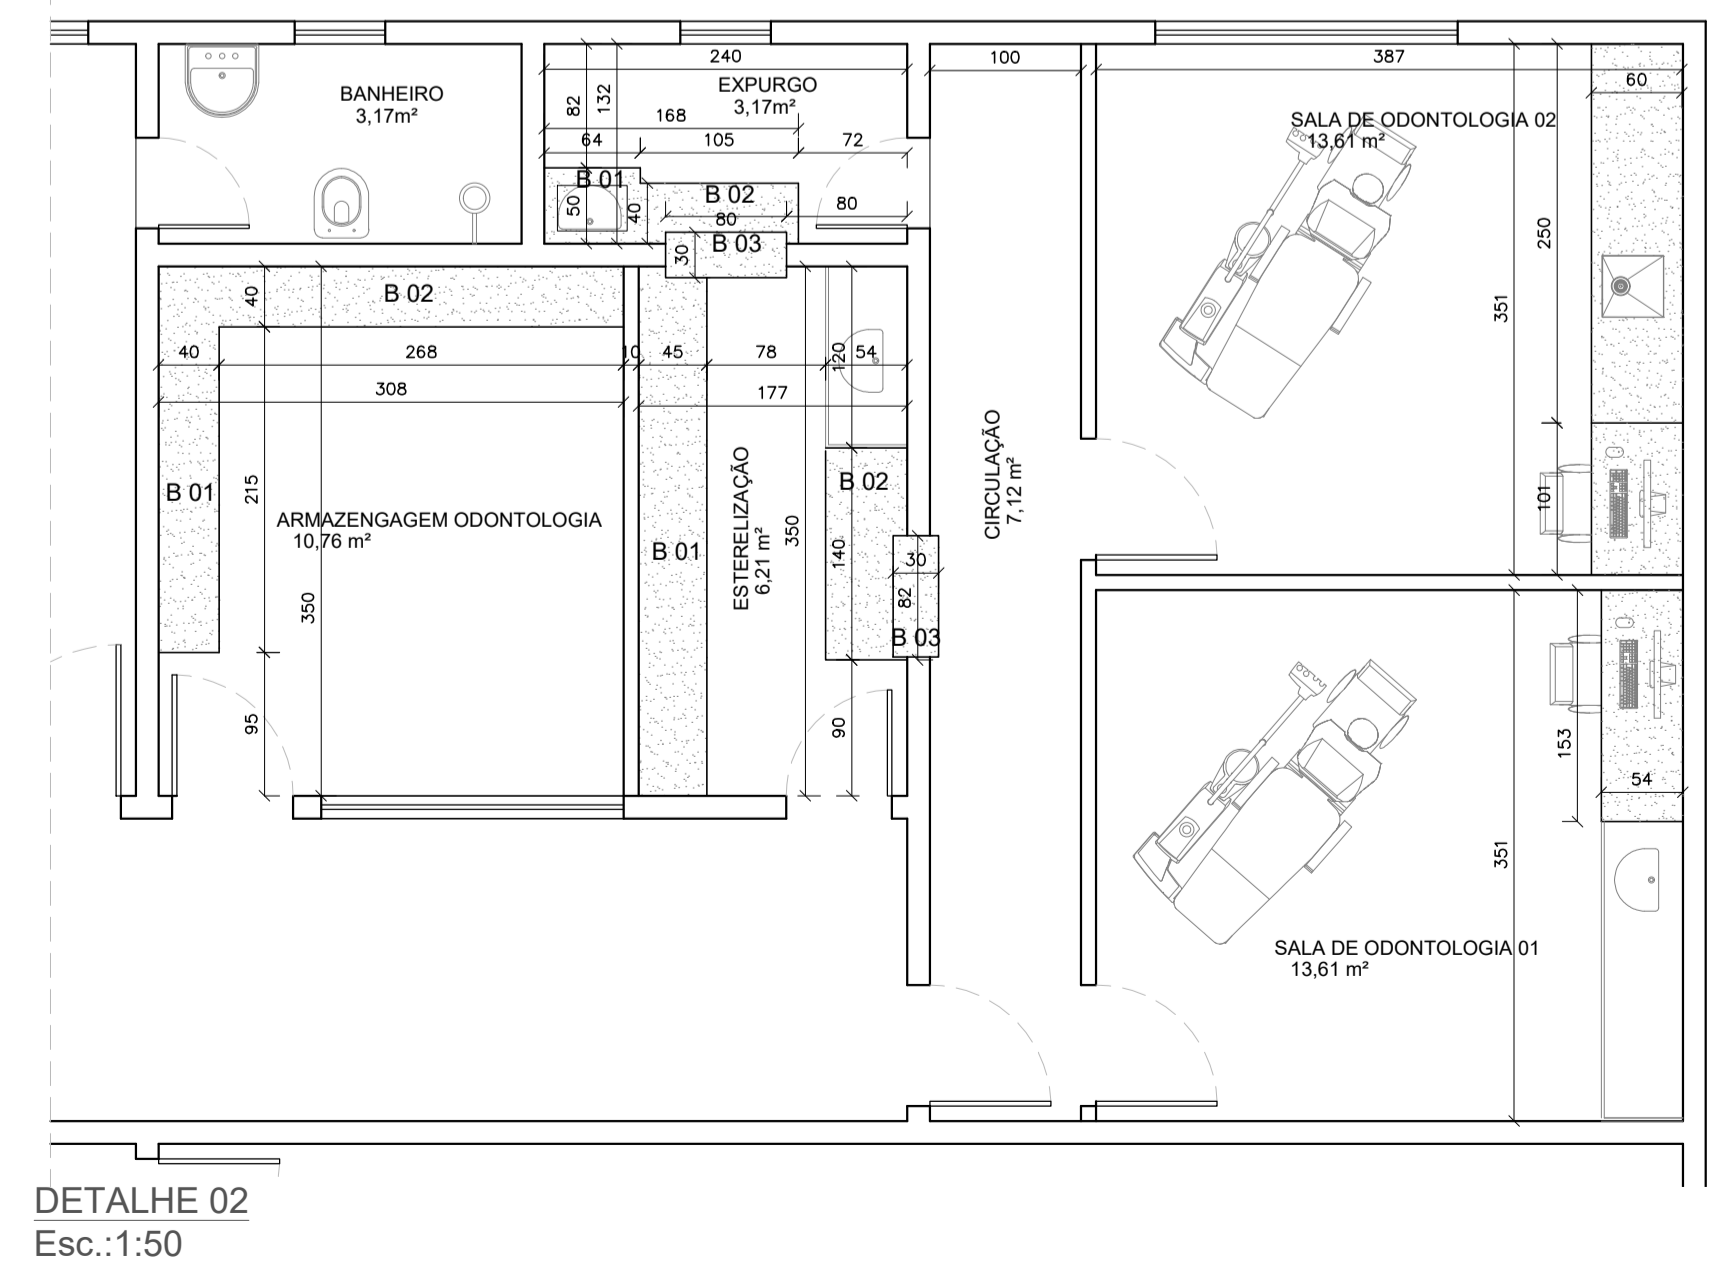 240
100
387
BANHEIRO
3,17m²
EXPURGO
3,17m²
60
82
132
168
SALA DE ODONTOLOGIA 02
13,61 m²
64
105
72
B 01
B 02
50
40
80
80
B 03
30
250
40
B 02
351
40
268
10
45
78
120
54
308
177
CIRCULAÇÃO
7,12 m²
B 01
215
ARMAZENGAGEM ODONTOLOGIA
10,76 m²
B 01
ESTERELIZAÇÃO
6,21 m²
350
B 02
101
140
30
82
350
B 03
95
90
153
54
351
SALA DE ODONTOLOGIA 01
13,61 m²
DETALHE 02
Esc.:1:50